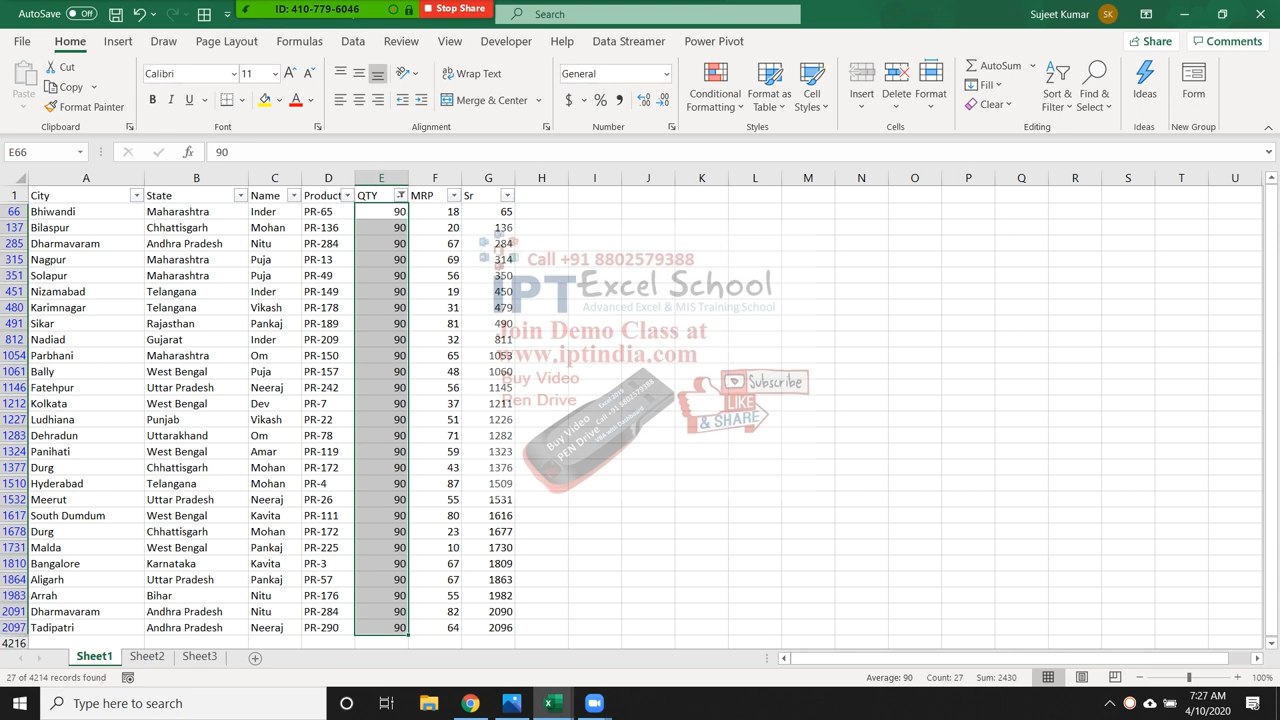 AutoSave Off
ID: 410-779-6046 Stop Share
Search
Sujeet Kumar SK
File Home Insert Draw Page Layout Formulas Data Review View Developer Help Data Streamer Power Pivot Share Comments
Paste Cut Copy Format Painter Clipboard
Calibri 11 B I U A Font
Wrap Text Merge & Center Alignment
General $ % Number
Conditional Formatting Format as Table Cell Styles Styles
Insert Delete Format Cells
AutoSum Fill Clear Sort & Filter Find & Select Editing
Ideas Ideas
Form New Group
E66 fx 90
A B C D E F G H I J K L M N O P Q R S T U
1 City State Name Product QTY MRP Sr
66 Bhiwandi Maharashtra Inder PR-65 90 18 65
137 Bilaspur Chhattisgarh Mohan PR-136 90 20 136
285 Dharmavaram Andhra Pradesh Nitu PR-284 90 67 284
315 Nagpur Maharashtra Puja PR-13 90 69 314
351 Solapur Maharashtra Puja PR-49 90 56 350
451 Nizamabad Telangana Inder PR-149 90 19 450
480 Karimnagar Telangana Vikash PR-178 90 31 479
491 Sikar Rajasthan Pankaj PR-189 90 81 490
812 Nadiad Gujarat Inder PR-209 90 32 811
1054 Parbhani Maharashtra Om PR-150 90 65 1053
1061 Bally West Bengal Puja PR-157 90 48 1060
1146 Fatehpur Uttar Pradesh Neeraj PR-242 90 56 1145
1212 Kolkata West Bengal Dev PR-7 90 37 1211
1227 Ludhiana Punjab Vikash PR-22 90 51 1226
1283 Dehradun Uttarakhand Om PR-78 90 71 1282
1324 Panihati West Bengal Amar PR-119 90 59 1323
1377 Durg Chhattisgarh Mohan PR-172 90 43 1376
1510 Hyderabad Telangana Mohan PR-4 90 87 1509
1532 Meerut Uttar Pradesh Neeraj PR-26 90 55 1531
1617 South Dumdum West Bengal Kavita PR-111 90 80 1616
1678 Durg Chhattisgarh Mohan PR-172 90 23 1677
1731 Malda West Bengal Pankaj PR-225 90 10 1730
1810 Bangalore Karnataka Kavita PR-3 90 67 1809
1864 Aligarh Uttar Pradesh Pankaj PR-57 90 67 1863
1983 Arrah Bihar Nitu PR-176 90 55 1982
2091 Dharmavaram Andhra Pradesh Nitu PR-284 90 82 2090
2097 Tadipatri Andhra Pradesh Neeraj PR-290 90 64 2096
4216
Call +91 8802579388
iPT Excel School
Advanced Excel & MIS Training School
Join Demo Class at
www.iptindia.com
Buy Video
Pen Drive
Buy Video
PEN Drive
Call +91 8802579388
Subscribe
LIKE
& SHARE
Sheet1 Sheet2 Sheet3
27 of 4214 records found Average: 90 Count: 27 Sum: 2430 100%
Type here to search
7:27 AM
4/10/2020